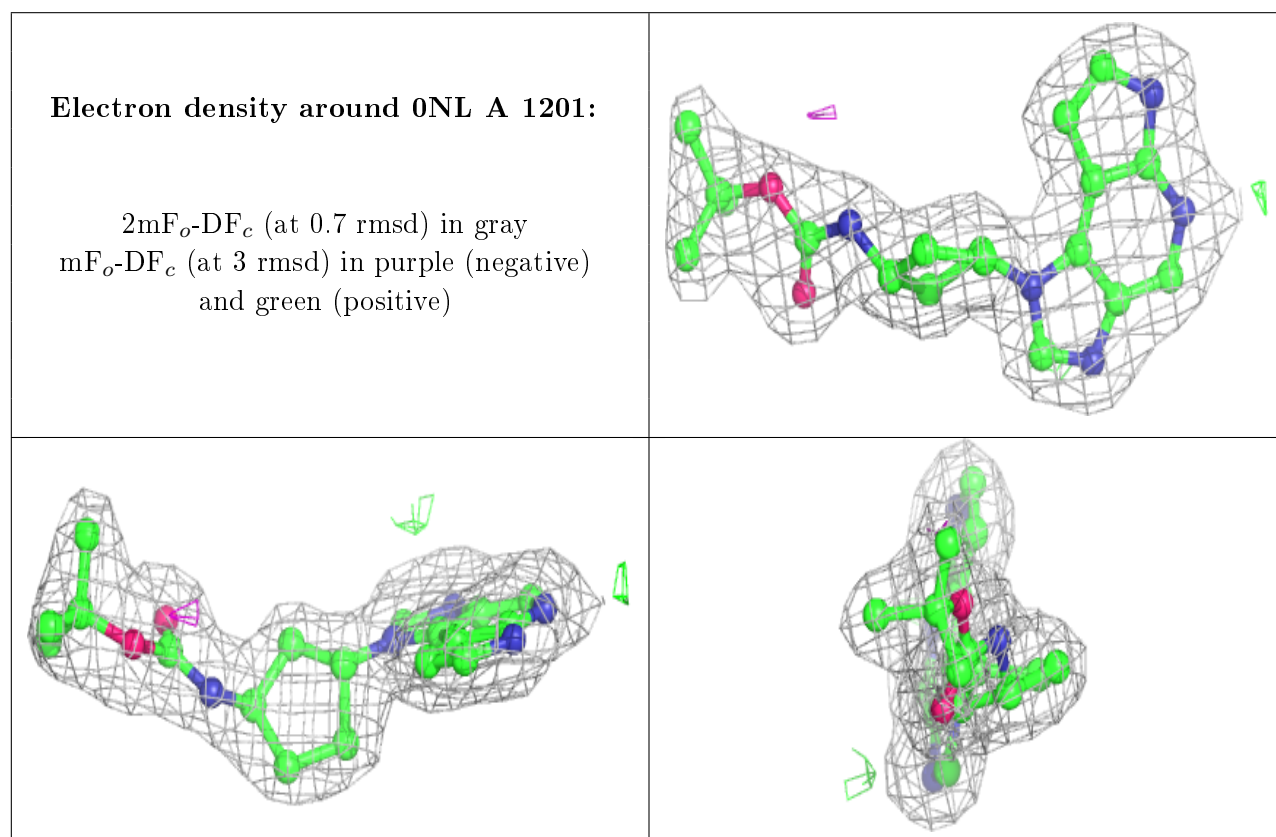 Electron density around 0NL A 1201:
2mFo-DFc (at 0.7 rmsd) in gray
mFo-DFc (at 3 rmsd) in purple (negative)
and green (positive)